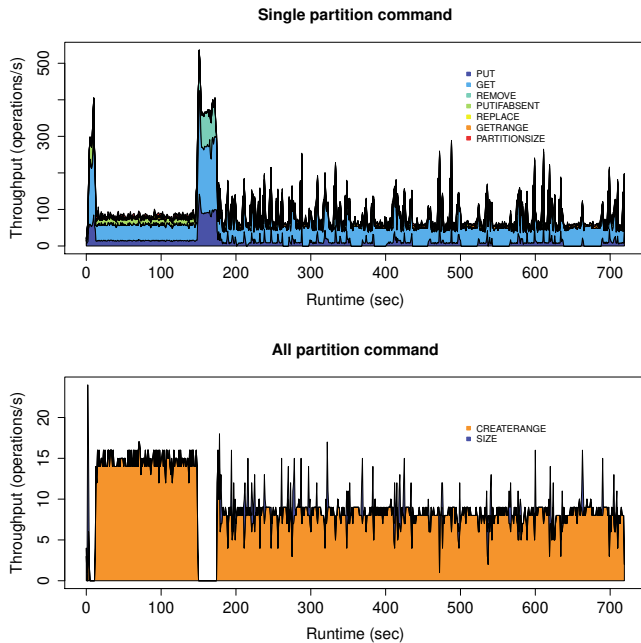 Single partition command
Throughput (operations/s)
500
300
100
0
PUT
GET
REMOVE
PUTIFABSENT
REPLACE
GETRANGE
PARTITIONSIZE
0 100 200 300 400 500 600 700
Runtime (sec)
All partition command
Throughput (operations/s)
20
15
10
5
0
CREATERANGE
SIZE
0 100 200 300 400 500 600 700
Runtime (sec)